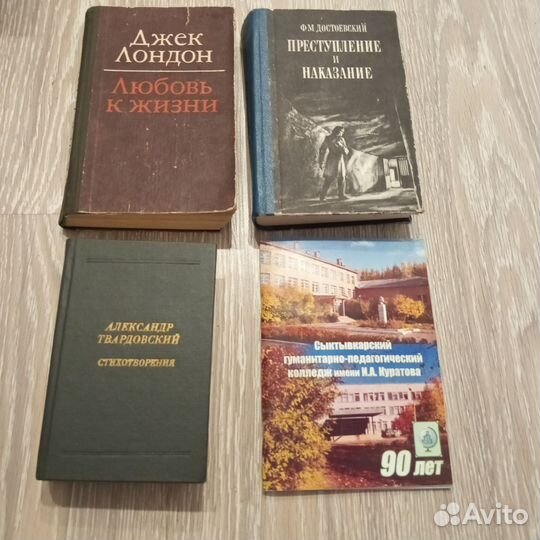 Джек
Лондон
Любовь
к жизни
Ф·М·ДОСТОЕВСКИЙ
ПРЕСТУПЛЕНИЕ
И
НАКАЗАНИЕ
АЛЕКСАНДР
ТВАРДОВСКИЙ
СТИХОТВОРЕНИЯ
Сыктывкарский
гуманитарно-педагогический
колледж имени И.А. Куратова
90 лет
Avito